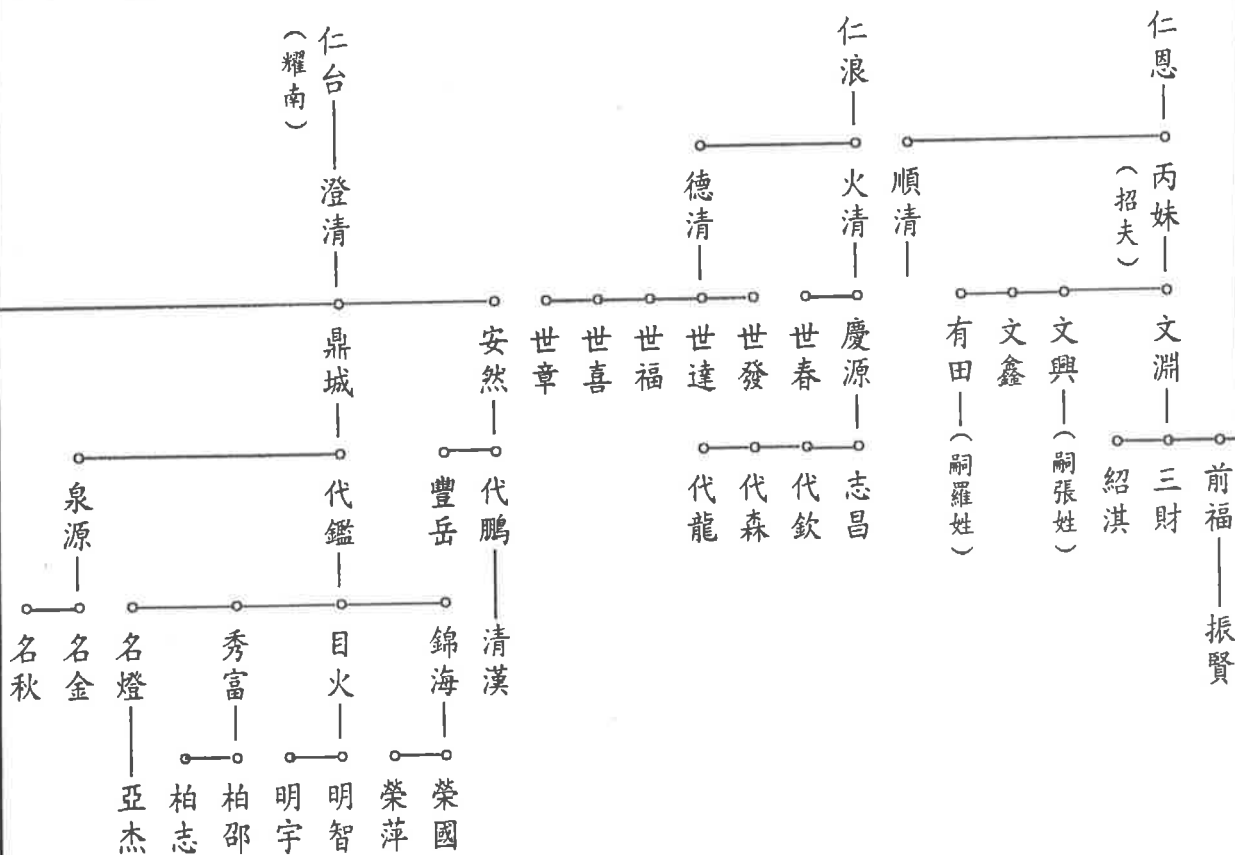 仁恩
仁浪
仁台
（耀南）
丙妹
（招夫）
順清
火清
德清
澄清
文淵
文興
（嗣張姓）
文鑫
有田
（嗣羅姓）
慶源
世春
世發
世達
世福
世喜
世章
安然
鼎城
前福
三財
紹淇
志昌
代欽
代森
代龍
代鵬
豐岳
代鑑
泉源
振賢
清漢
錦海
目火
秀富
名燈
名金
名秋
榮國
榮萍
明智
明宇
柏邵
柏志
亞杰